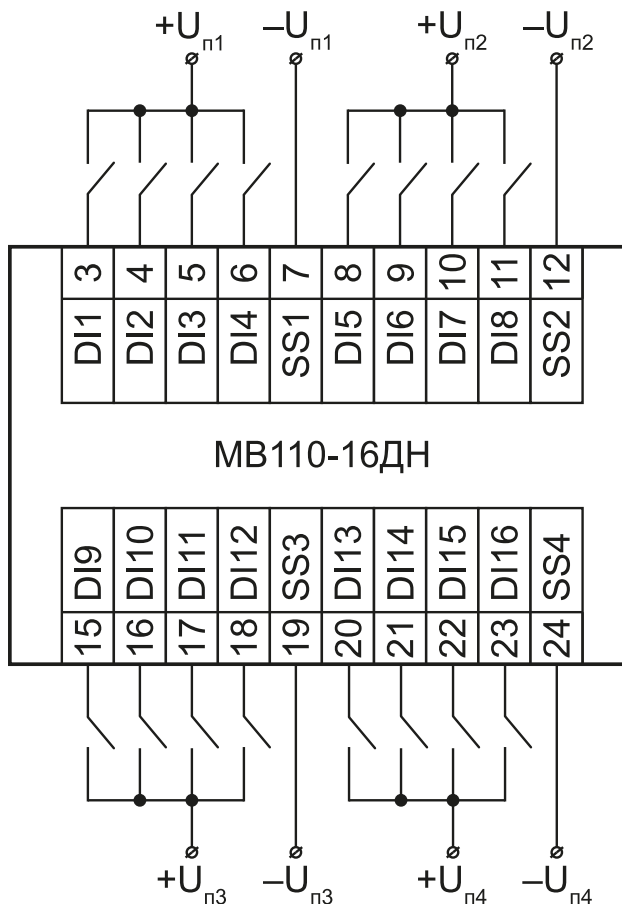 +Uп1 –Uп1 +Uп2 –Uп2
3 4 5 6 7 8 9 10 11 12
DI1 DI2 DI3 DI4 SS1 DI5 DI6 DI7 DI8 SS2
МВ110-16ДН
DI9 DI10 DI11 DI12 SS3 DI13 DI14 DI15 DI16 SS4
15 16 17 18 19 20 21 22 23 24
+Uп3 –Uп3 +Uп4 –Uп4